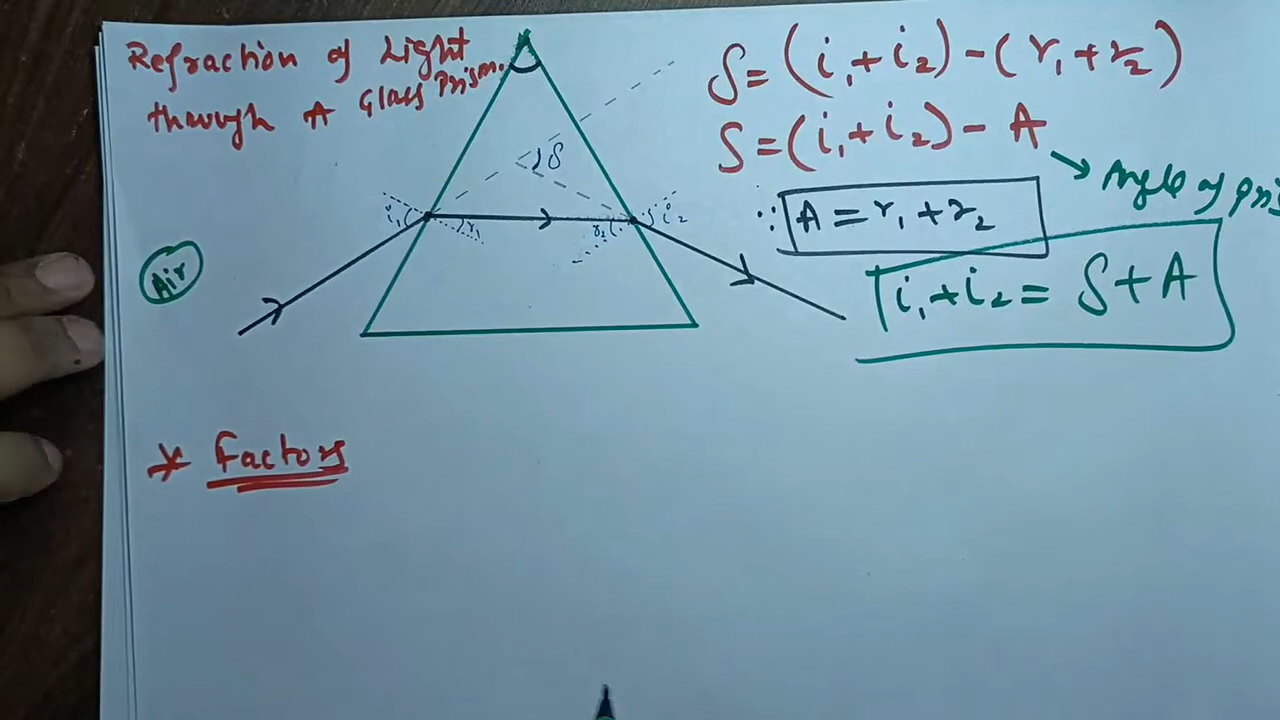 Refraction of Light
through A Glass Prism.
δ = (i₁+i₂) - (r₁+r₂)
δ = (i₁+i₂) - A
Angle of pri
∵ A = r₁+r₂
i₁+i₂ = δ+A
δ
i₁
r₁
r₂
i₂
Air
* Factors